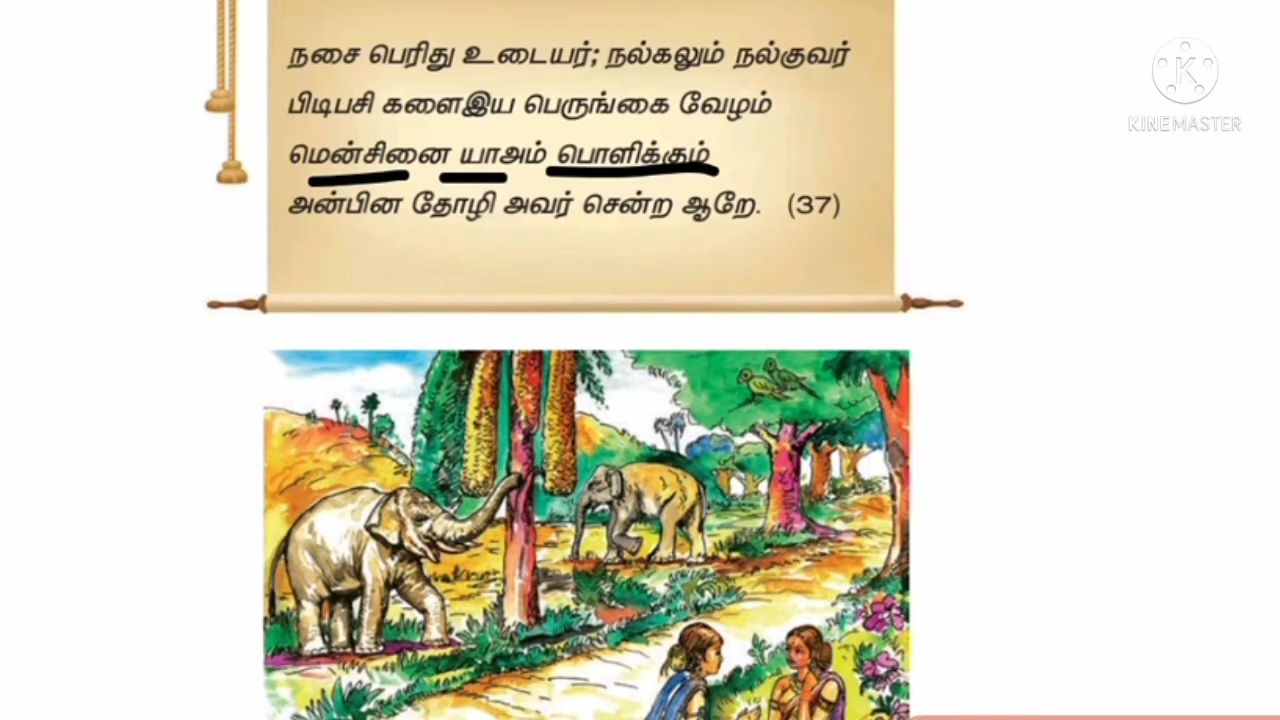 நசை பெரிது உடையர்; நல்கலும் நல்குவர்
பிடிபசி களைஇய பெருங்கை வேழம்
மென்சினை யாஅம் பொளிக்கும்
அன்பின தோழி அவர் சென்ற ஆறே. (37)
K
KINEMASTER